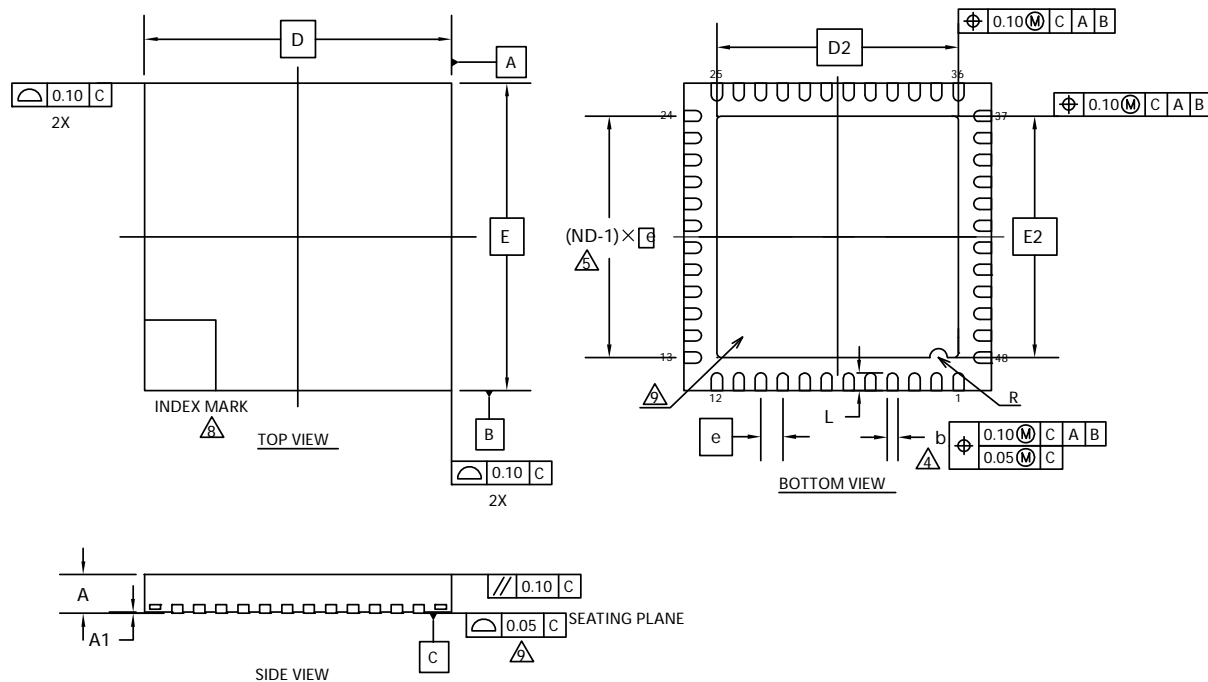 D
A
⌓ 0.10 C
2X
E
INDEX MARK
8
TOP VIEW
B
⌓ 0.10 C
2X
⌖ 0.10 Ⓜ C A B
D2
25
36
⌖ 0.10 Ⓜ C A B
24
37
(ND-1)× e
5
E2
13
48
9
12
1
L
R
e
b
4
⌖ 0.10 Ⓜ C A B
0.05 Ⓜ C
BOTTOM VIEW
A
// 0.10 C
A1
⌓ 0.05 C
SEATING PLANE
9
C
SIDE VIEW